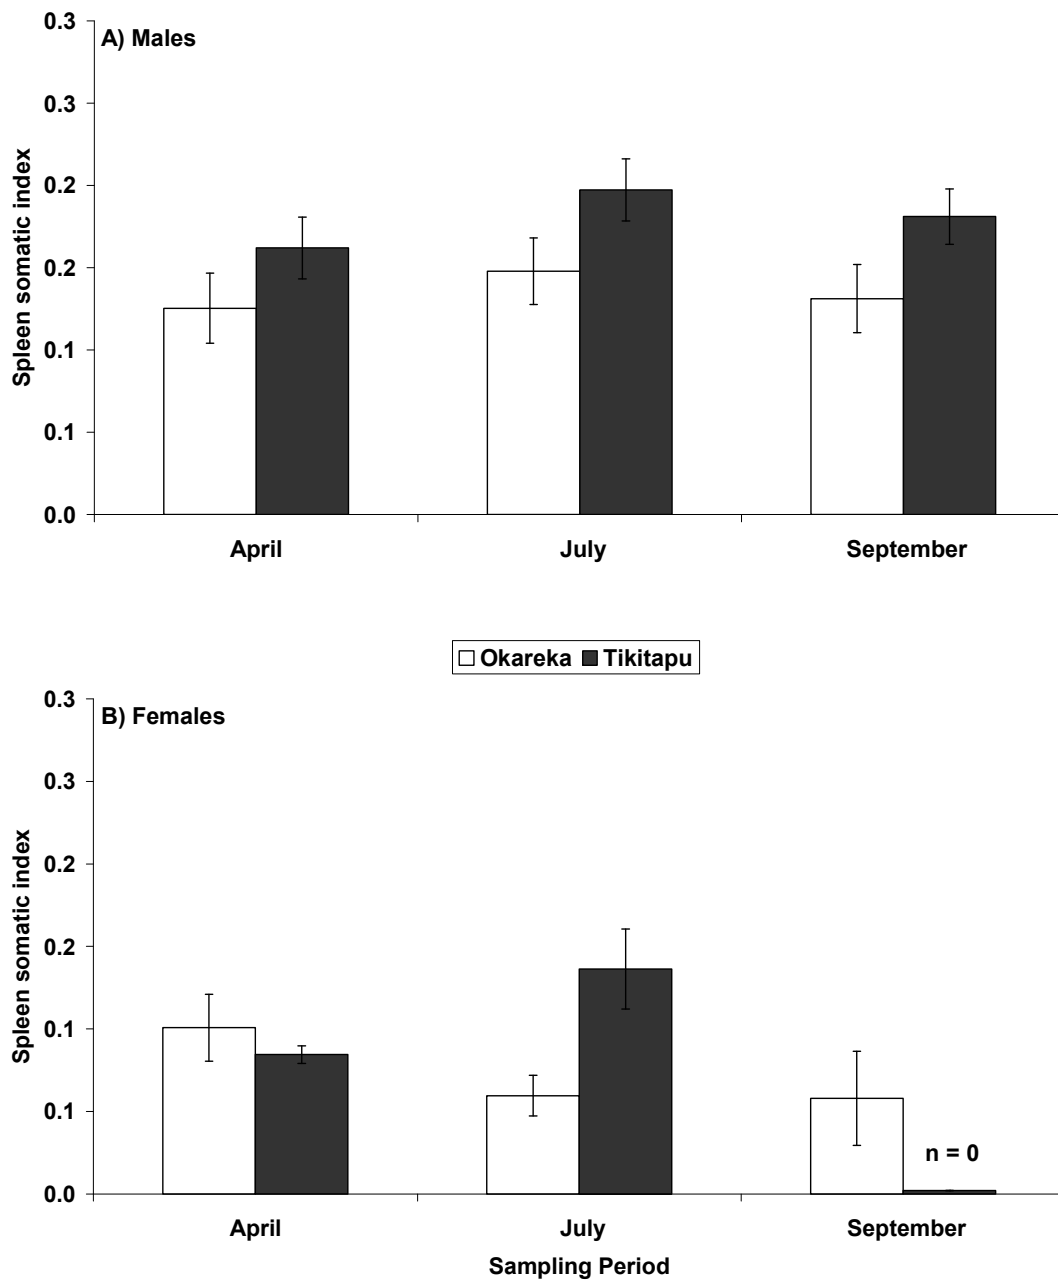 A) Males
0.3
0.3
0.2
0.2
0.1
0.1
0.0
Spleen somatic index
April July September
Okareka Tikitapu
B) Females
0.3
0.3
0.2
0.2
0.1
0.1
0.0
Spleen somatic index
n = 0
April July September
Sampling Period